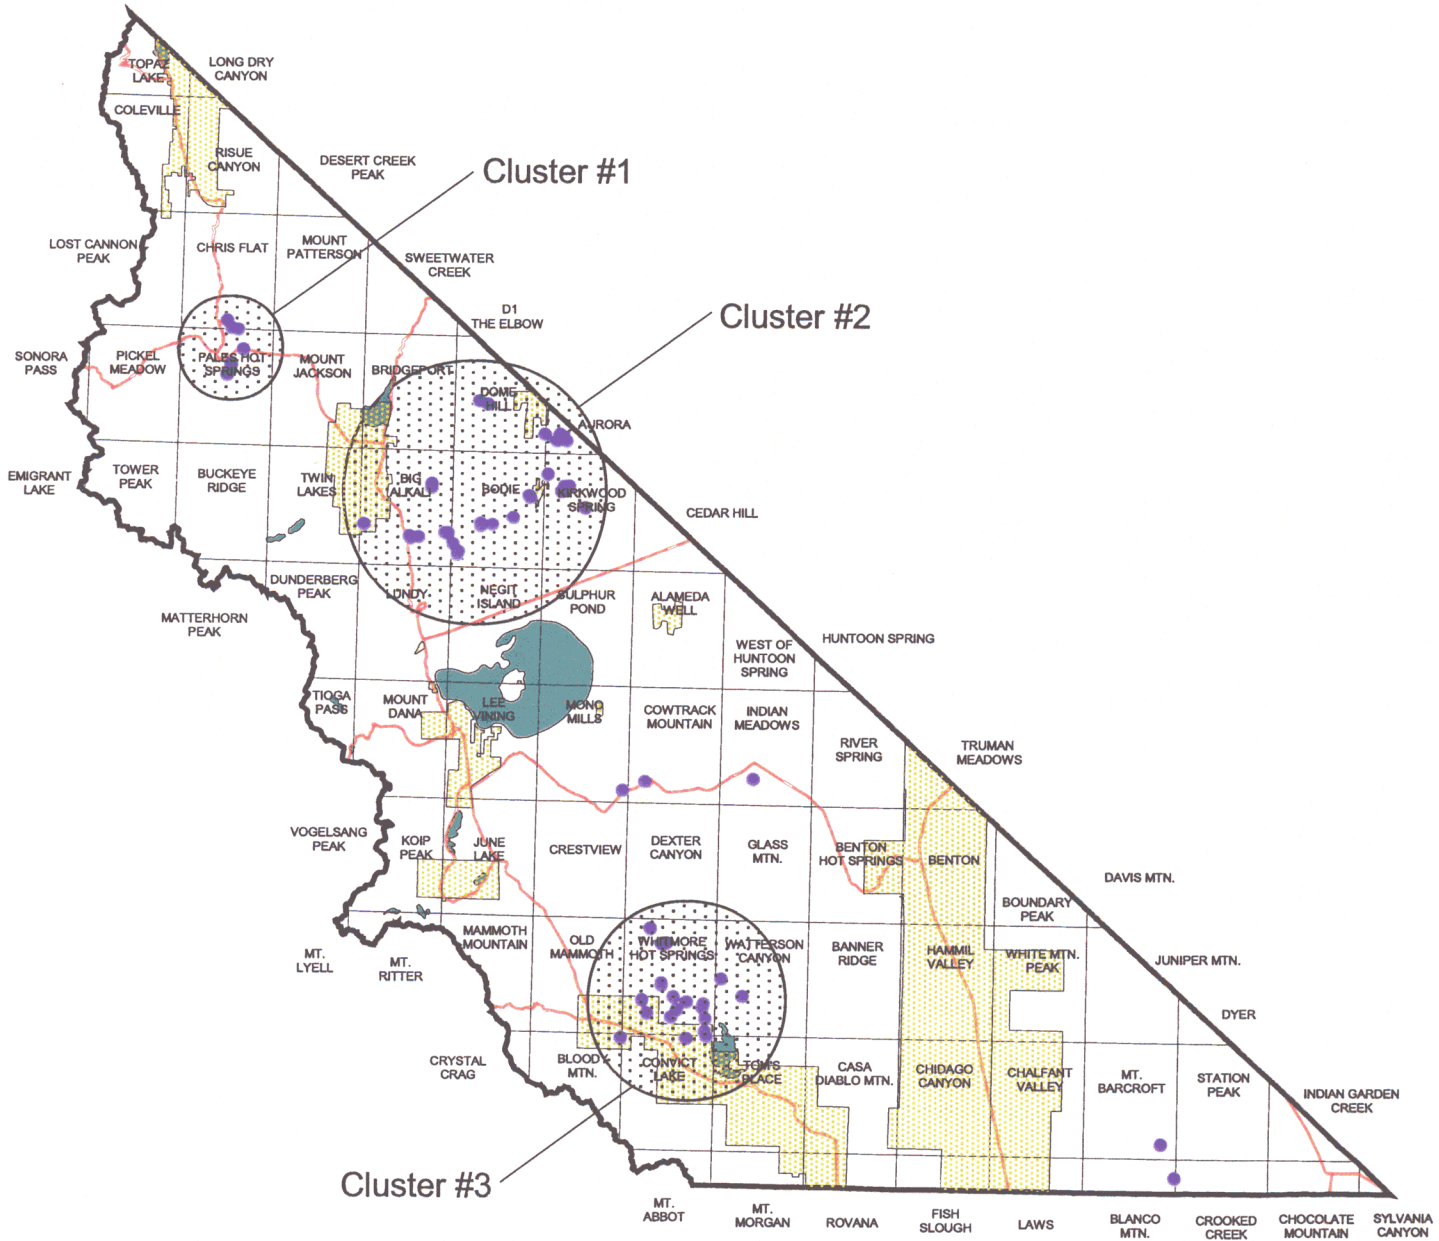 TOPAZ
LAKE
LONG DRY
CANYON
COLEVILLE
RISUE
CANYON
DESERT CREEK
PEAK
Cluster #1
LOST CANNON
PEAK
CHRIS FLAT
MOUNT
PATTERSON
SWEETWATER
CREEK
D1
THE ELBOW
Cluster #2
SONORA
PASS
PICKEL
MEADOW
PALES HOT
SPRINGS
MOUNT
JACKSON
BRIDGEPORT
DOME
HILL
AURORA
EMIGRANT
LAKE
TOWER
PEAK
BUCKEYE
RIDGE
TWIN
LAKES
BIG
ALKALI
BODIE
KIRKWOOD
SPRING
CEDAR HILL
MATTERHORN
PEAK
DUNDERBERG
PEAK
LUNDY
NEGIT
ISLAND
SULPHUR
POND
ALAMEDA
WELL
WEST OF
HUNTOON
SPRING
HUNTOON SPRING
TIOGA
PASS
MOUNT
DANA
LEE
VINING
MONO
MILLS
COWTRACK
MOUNTAIN
INDIAN
MEADOWS
RIVER
SPRING
TRUMAN
MEADOWS
VOGELSANG
PEAK
KOIP
PEAK
JUNE
LAKE
CRESTVIEW
DEXTER
CANYON
GLASS
MTN.
BENTON
HOT SPRINGS
BENTON
DAVIS MTN.
BOUNDARY
PEAK
MT.
LYELL
MT.
RITTER
MAMMOTH
MOUNTAIN
OLD
MAMMOTH
WHITMORE
HOT SPRINGS
WATTERSON
CANYON
BANNER
RIDGE
HAMMIL
VALLEY
WHITE MTN.
PEAK
JUNIPER MTN.
DYER
CRYSTAL
CRAG
BLOODY
MTN.
CONVICT
LAKE
TOM'S
PLACE
CASA
DIABLO MTN.
CHIDAGO
CANYON
CHALFANT
VALLEY
MT.
BARCROFT
STATION
PEAK
INDIAN GARDEN
CREEK
Cluster #3
MT.
ABBOT
MT.
MORGAN
ROVANA
FISH
SLOUGH
LAWS
BLANCO
MTN.
CROOKED
CREEK
CHOCOLATE
MOUNTAIN
SYLVANIA
CANYON